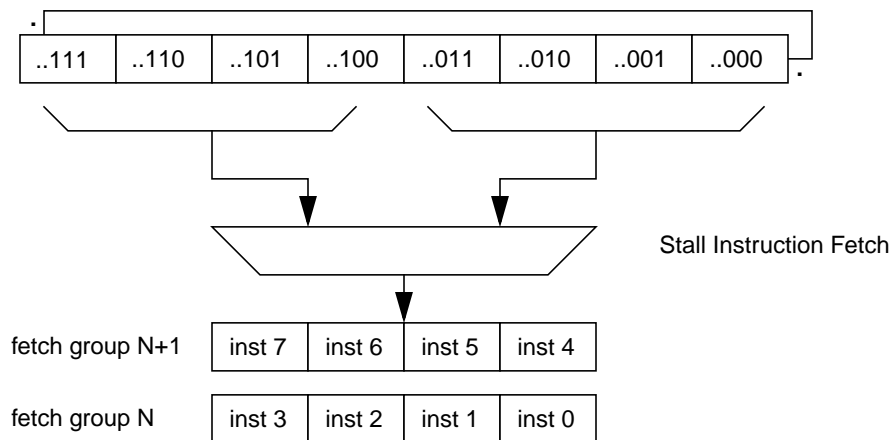 ..111 ..110 ..101 ..100 ..011 ..010 ..001 ..000
Stall Instruction Fetch
fetch group N+1 inst 7 inst 6 inst 5 inst 4
fetch group N inst 3 inst 2 inst 1 inst 0